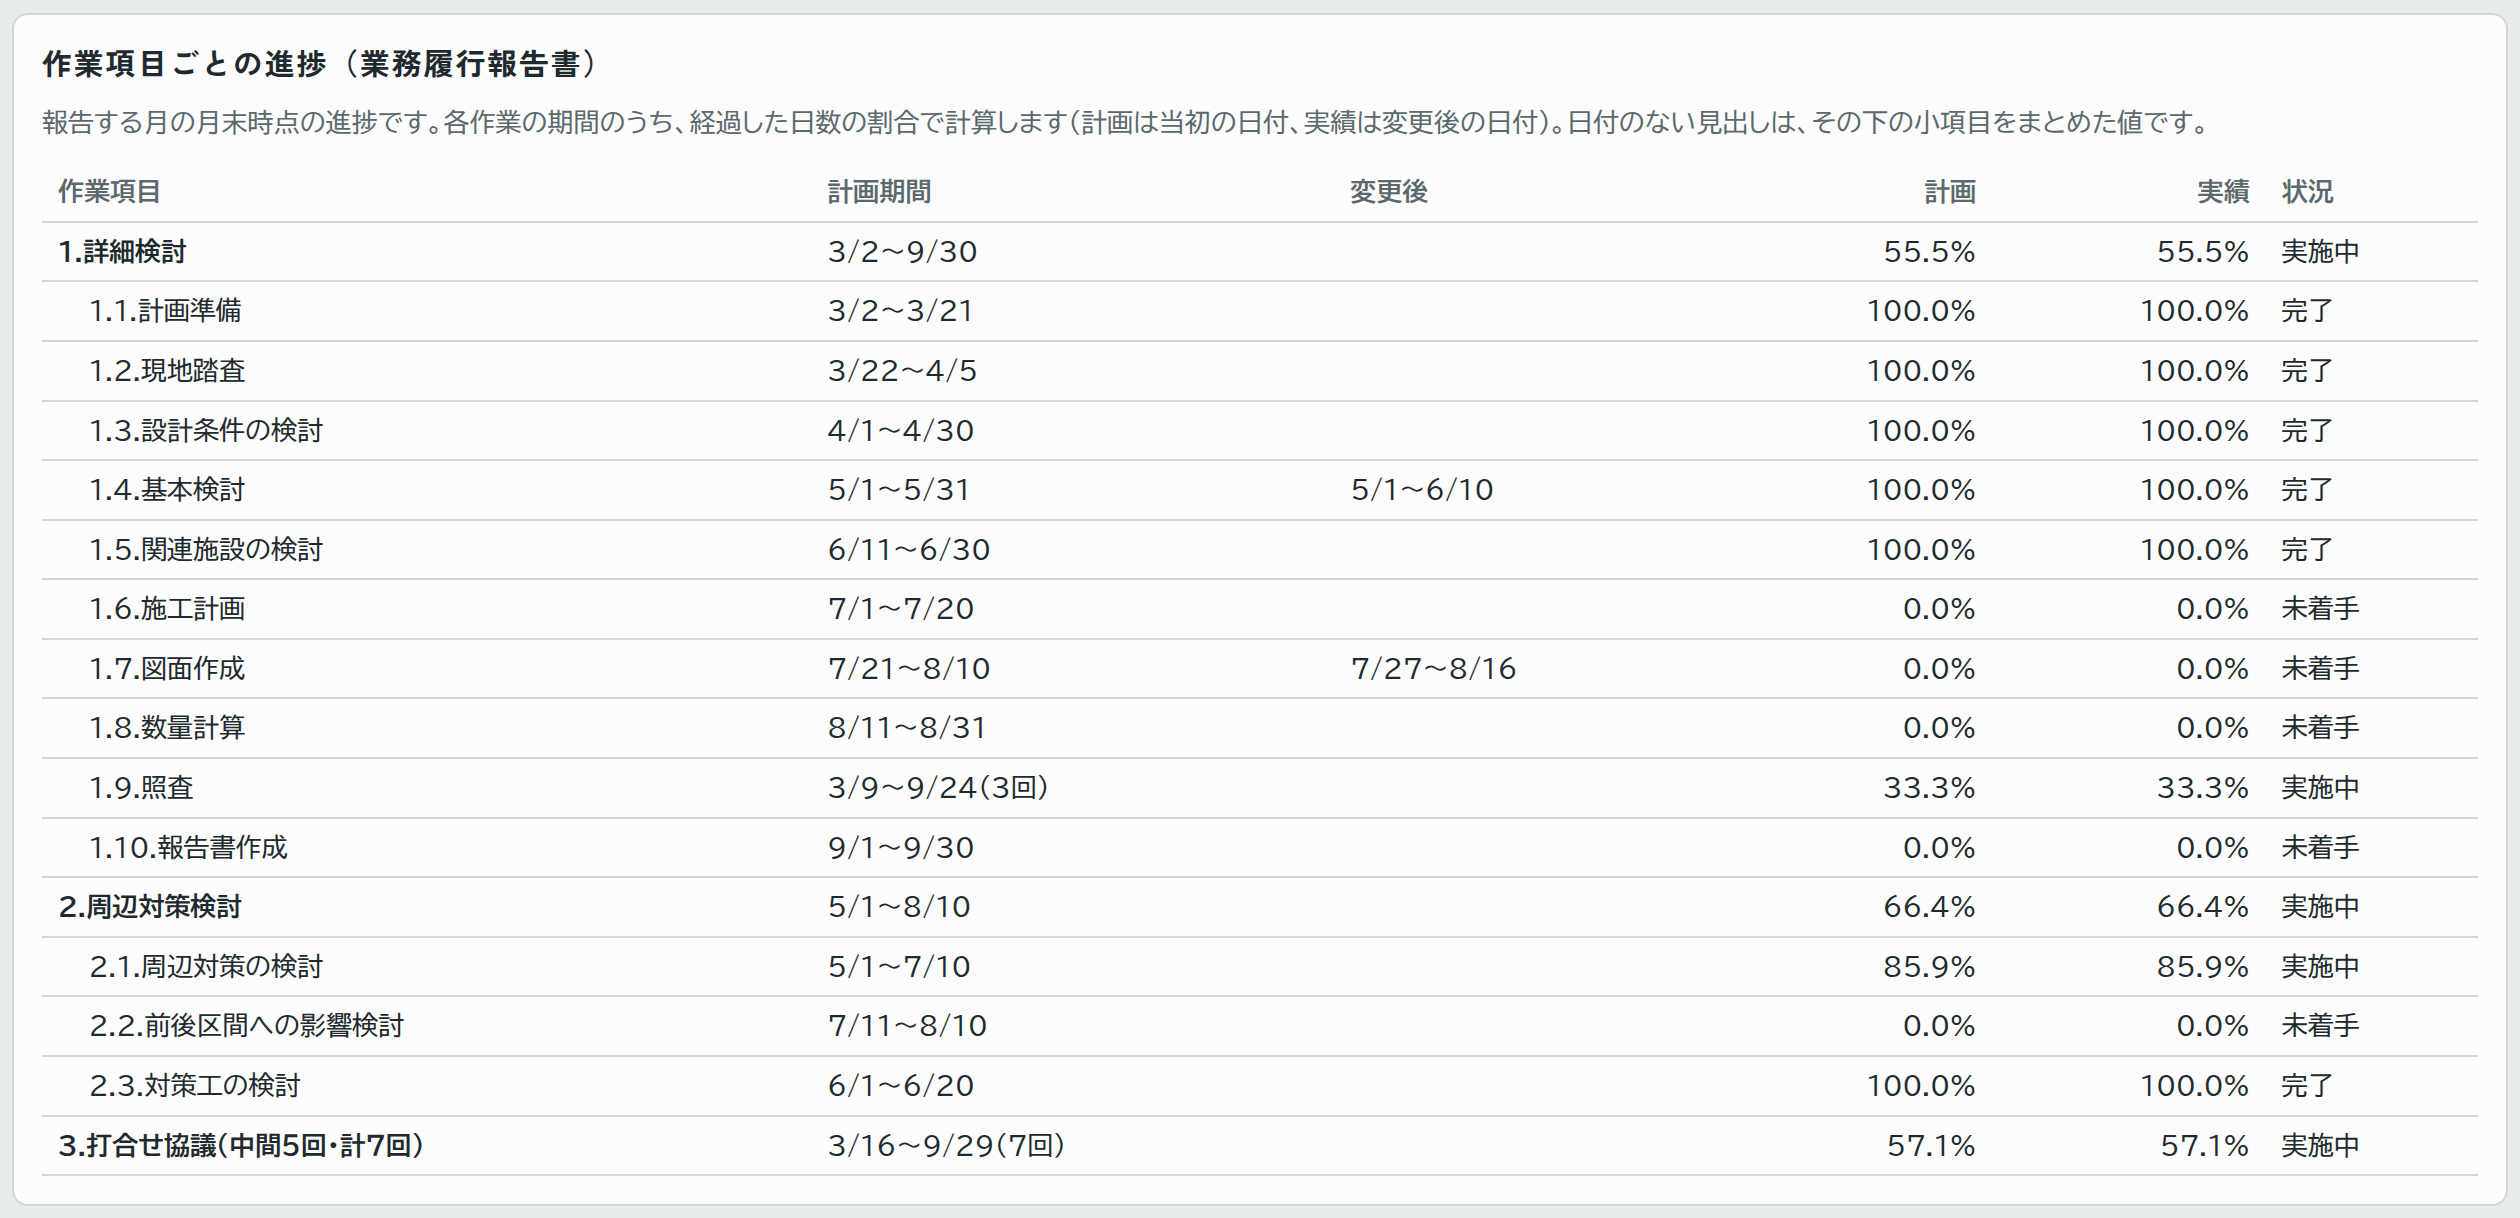 作業項目ごとの進捗（業務履行報告書）
報告する月の月末時点の進捗です。各作業の期間のうち、経過した日数の割合で計算します（計画は当初の日付、実績は変更後の日付）。日付のない見出しは、その下の小項目をまとめた値です。
作業項目 計画期間 変更後 計画 実績 状況
1.詳細検討 3/2～9/30 55.5% 55.5% 実施中
1.1.計画準備 3/2～3/21 100.0% 100.0% 完了
1.2.現地踏査 3/22～4/5 100.0% 100.0% 完了
1.3.設計条件の検討 4/1～4/30 100.0% 100.0% 完了
1.4.基本検討 5/1～5/31 5/1～6/10 100.0% 100.0% 完了
1.5.関連施設の検討 6/11～6/30 100.0% 100.0% 完了
1.6.施工計画 7/1～7/20 0.0% 0.0% 未着手
1.7.図面作成 7/21～8/10 7/27～8/16 0.0% 0.0% 未着手
1.8.数量計算 8/11～8/31 0.0% 0.0% 未着手
1.9.照査 3/9～9/24（3回） 33.3% 33.3% 実施中
1.10.報告書作成 9/1～9/30 0.0% 0.0% 未着手
2.周辺対策検討 5/1～8/10 66.4% 66.4% 実施中
2.1.周辺対策の検討 5/1～7/10 85.9% 85.9% 実施中
2.2.前後区間への影響検討 7/11～8/10 0.0% 0.0% 未着手
2.3.対策工の検討 6/1～6/20 100.0% 100.0% 完了
3.打合せ協議（中間5回・計7回） 3/16～9/29（7回） 57.1% 57.1% 実施中